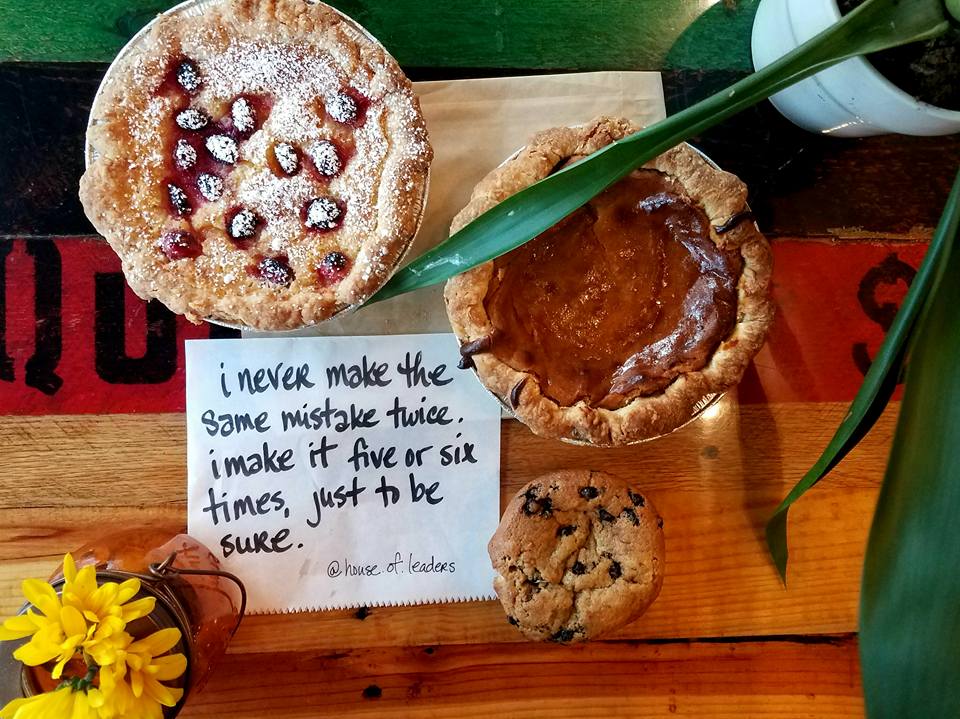 i never make the
same mistake twice.
i make it five or six
times, just to be
sure.
@house.of.leaders